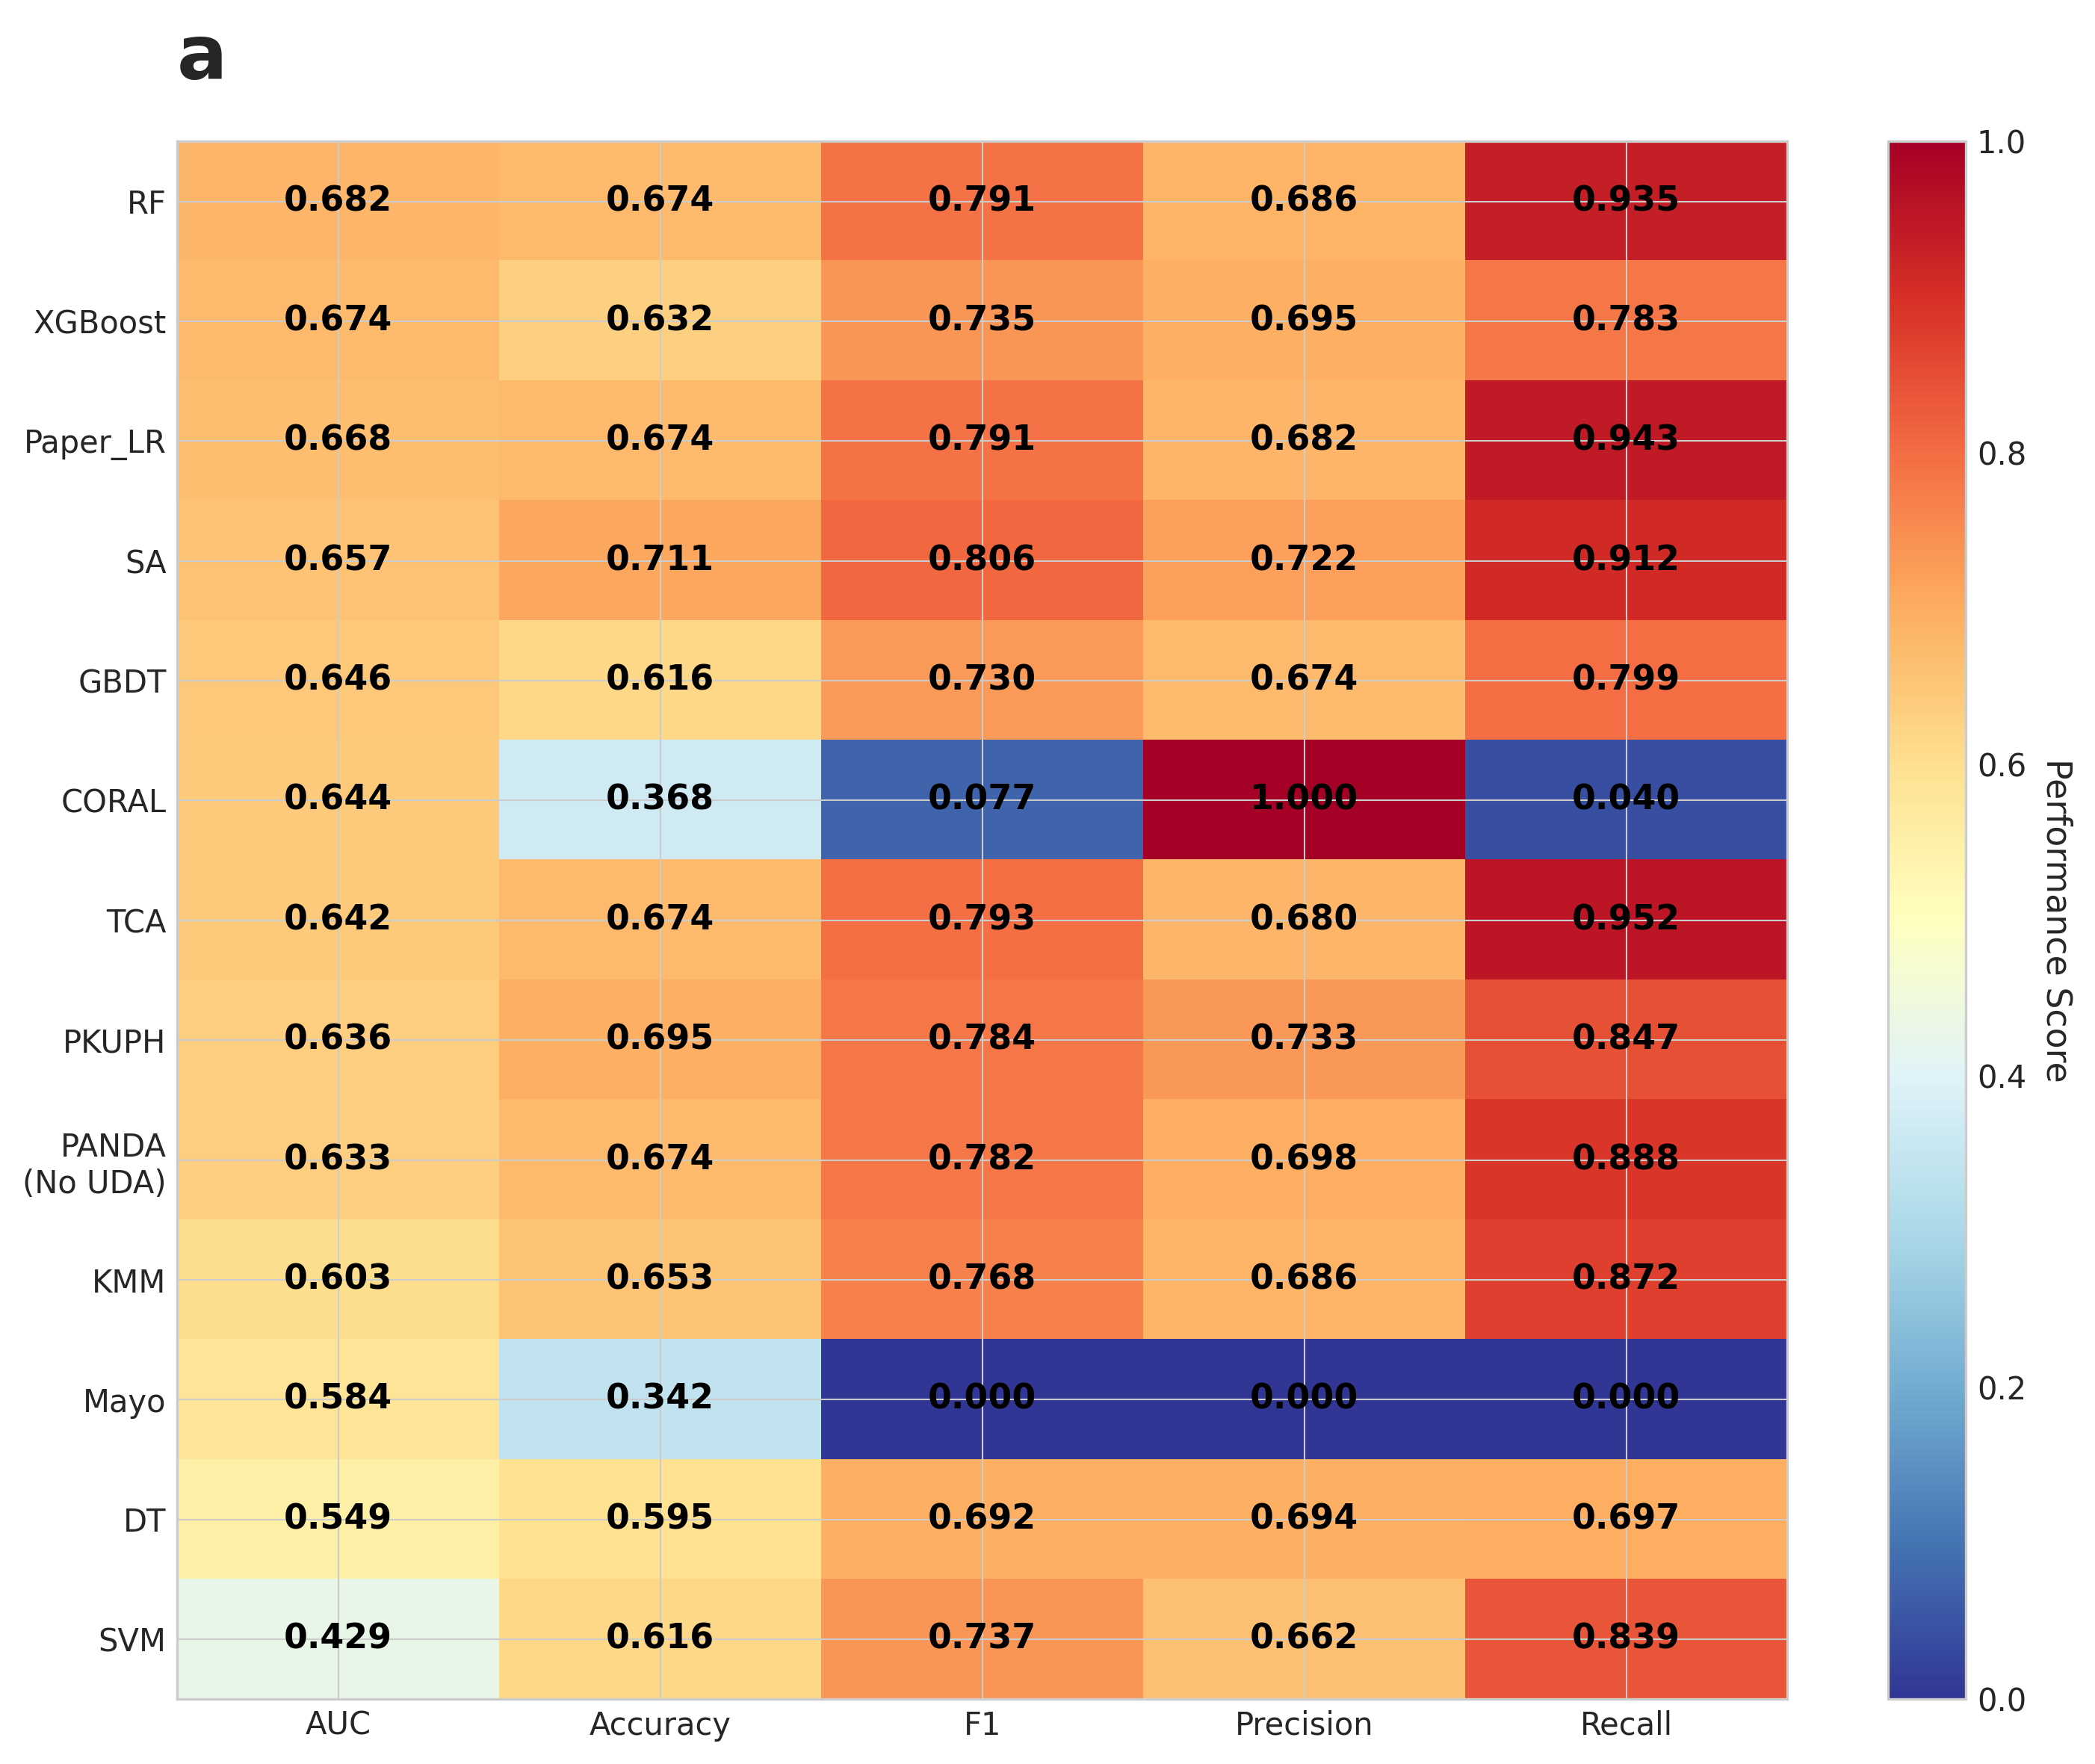 a
RF 0.682 0.674 0.791 0.686 0.935
XGBoost 0.674 0.632 0.735 0.695 0.783
Paper_LR 0.668 0.674 0.791 0.682 0.943
SA 0.657 0.711 0.806 0.722 0.912
GBDT 0.646 0.616 0.730 0.674 0.799
CORAL 0.644 0.368 0.077 1.000 0.040
TCA 0.642 0.674 0.793 0.680 0.952
PKUPH 0.636 0.695 0.784 0.733 0.847
PANDA
(No UDA) 0.633 0.674 0.782 0.698 0.888
KMM 0.603 0.653 0.768 0.686 0.872
Mayo 0.584 0.342 0.000 0.000 0.000
DT 0.549 0.595 0.692 0.694 0.697
SVM 0.429 0.616 0.737 0.662 0.839
AUC Accuracy F1 Precision Recall
1.0
0.8
0.6
0.4
0.2
0.0
Performance Score